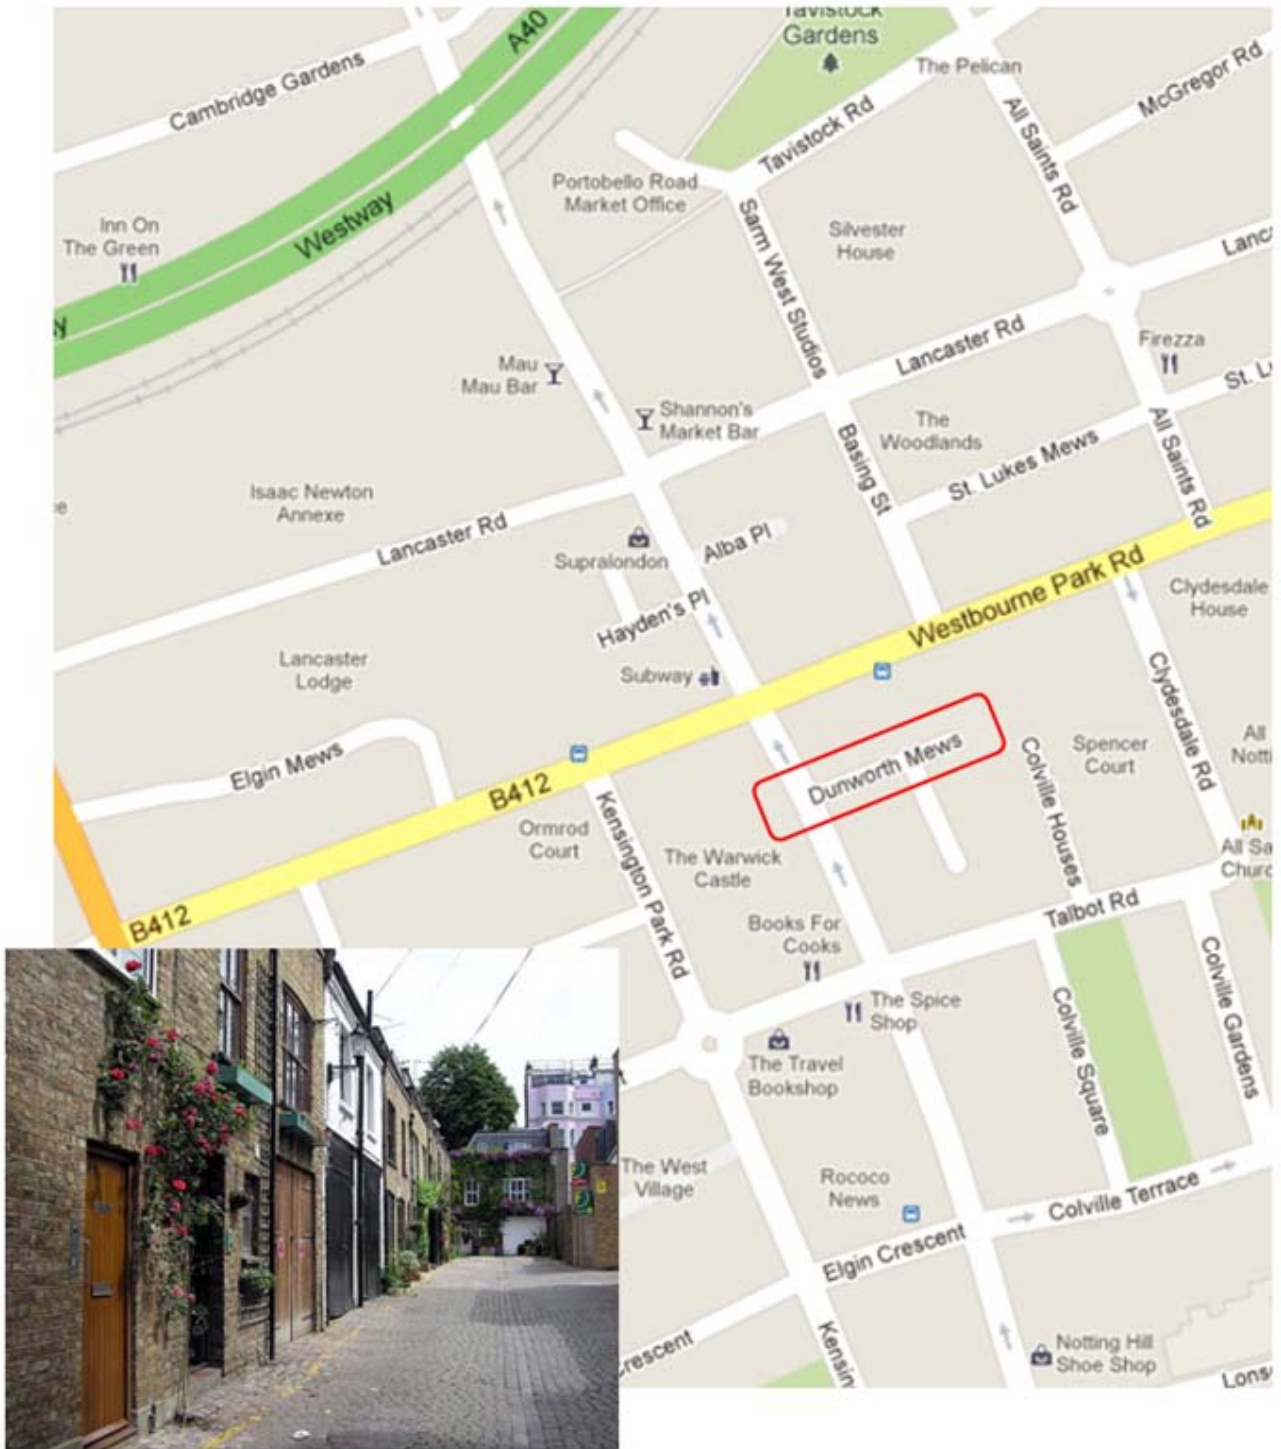 A40
Tavistock
Gardens
The Pelican
Cambridge Gardens
McGregor Rd
Tavistock Rd
All Saints Rd
Portobello Road
Market Office
Inn On
The Green
Westway
Sarm West Studios
Silvester
House
Lanca
y
Lancaster Rd
Firezza
Mau
Mau Bar
St. Lu
Shannon's
Market Bar
The
Woodlands
Basing St
All Saints Rd
St. Lukes Mews
Isaac Newton
Annexe
e
Lancaster Rd
Alba Pl
Supralondon
Westbourne Park Rd
Clydesdale
House
Hayden's Pl
Lancaster
Lodge
Subway
Clydesdale Rd
Elgin Mews
Dunworth Mews
Colville Houses
Spencer
Court
All
Notti
B412
Kensington Park Rd
Ormrod
Court
The Warwick
Castle
All Sa
Churc
Talbot Rd
B412
Books For
Cooks
Colville Gardens
The Spice
Shop
Colville Square
The Travel
Bookshop
The West
Village
Rococo
News
Colville Terrace
Elgin Crescent
Crescent
Kensin
Notting Hill
Shoe Shop
Lons